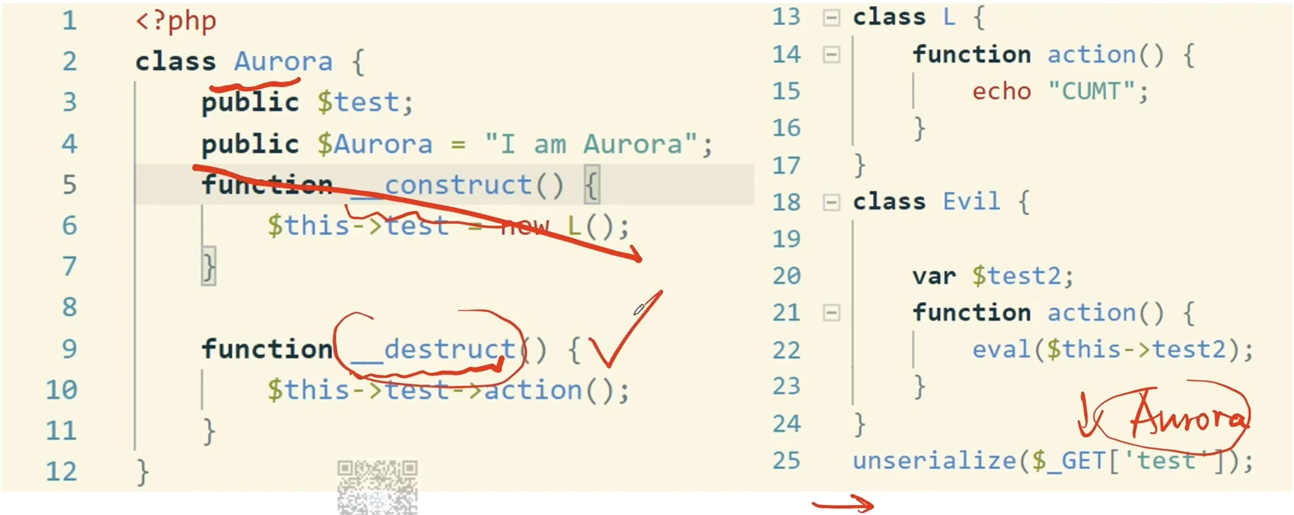 1 <?php
2 class Aurora {
3 public $test;
4 public $Aurora = "I am Aurora";
5 function __construct() {
6 $this->test = new L();
7 }
8
9 function __destruct() {
10 $this->test->action();
11 }
12 }
13 class L {
14 function action() {
15 echo "CUMT";
16 }
17 }
18 class Evil {
19
20 var $test2;
21 function action() {
22 eval($this->test2);
23 }
24 }
Aurora
25 unserialize($_GET['test']);